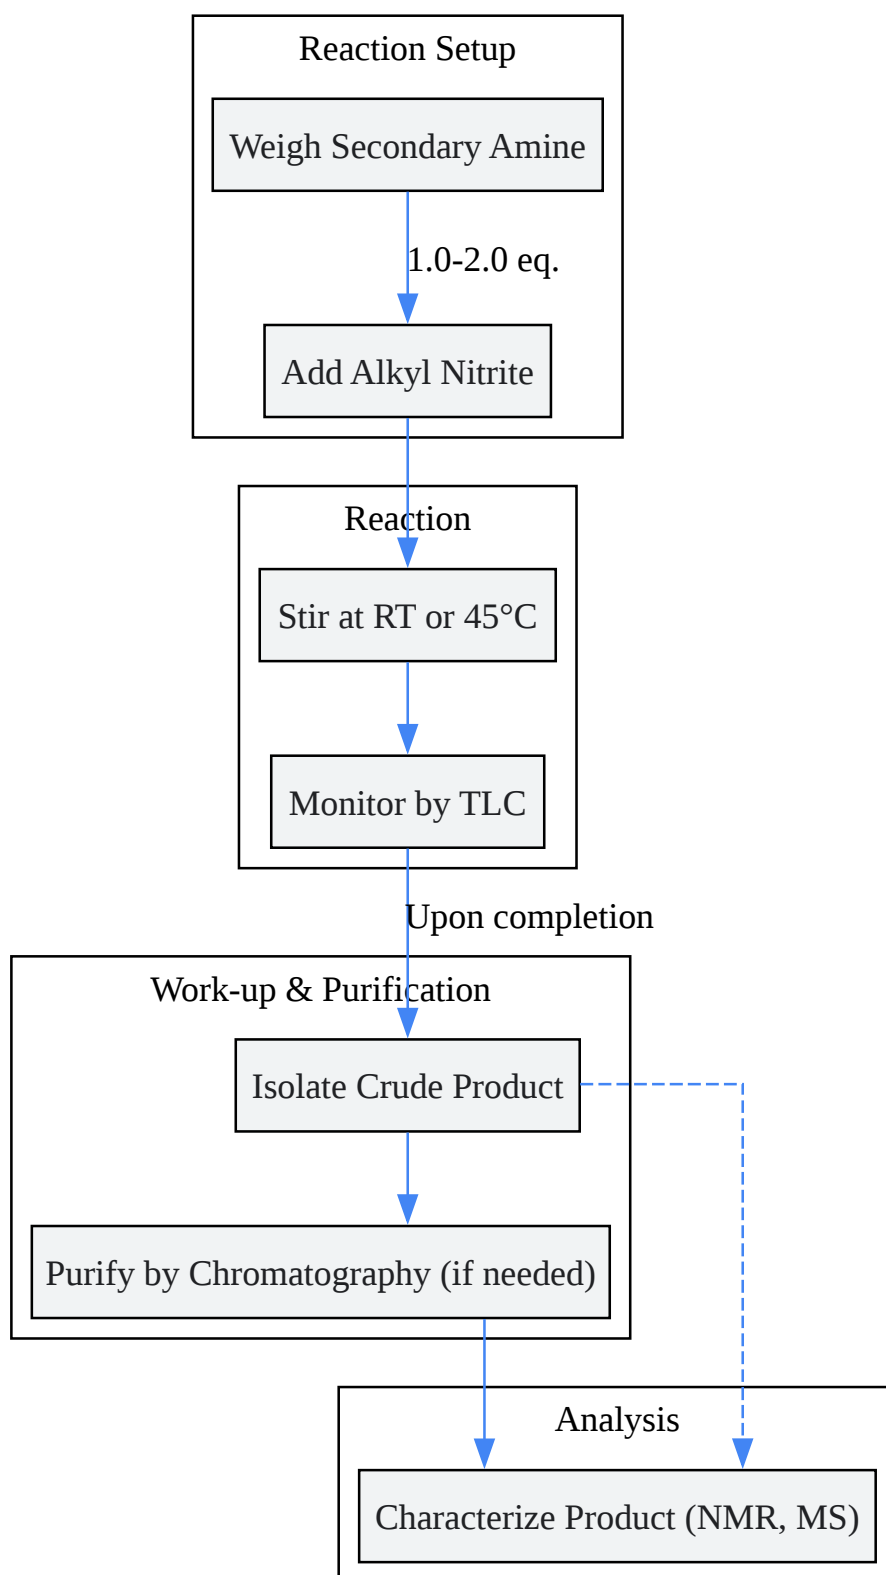 Reaction Setup
Weigh Secondary Amine
1.0-2.0 eq.
Add Alkyl Nitrite
Reaction
Stir at RT or 45°C
Monitor by TLC
Upon completion
Work-up & Purification
Isolate Crude Product
Purify by Chromatography (if needed)
Analysis
Characterize Product (NMR, MS)